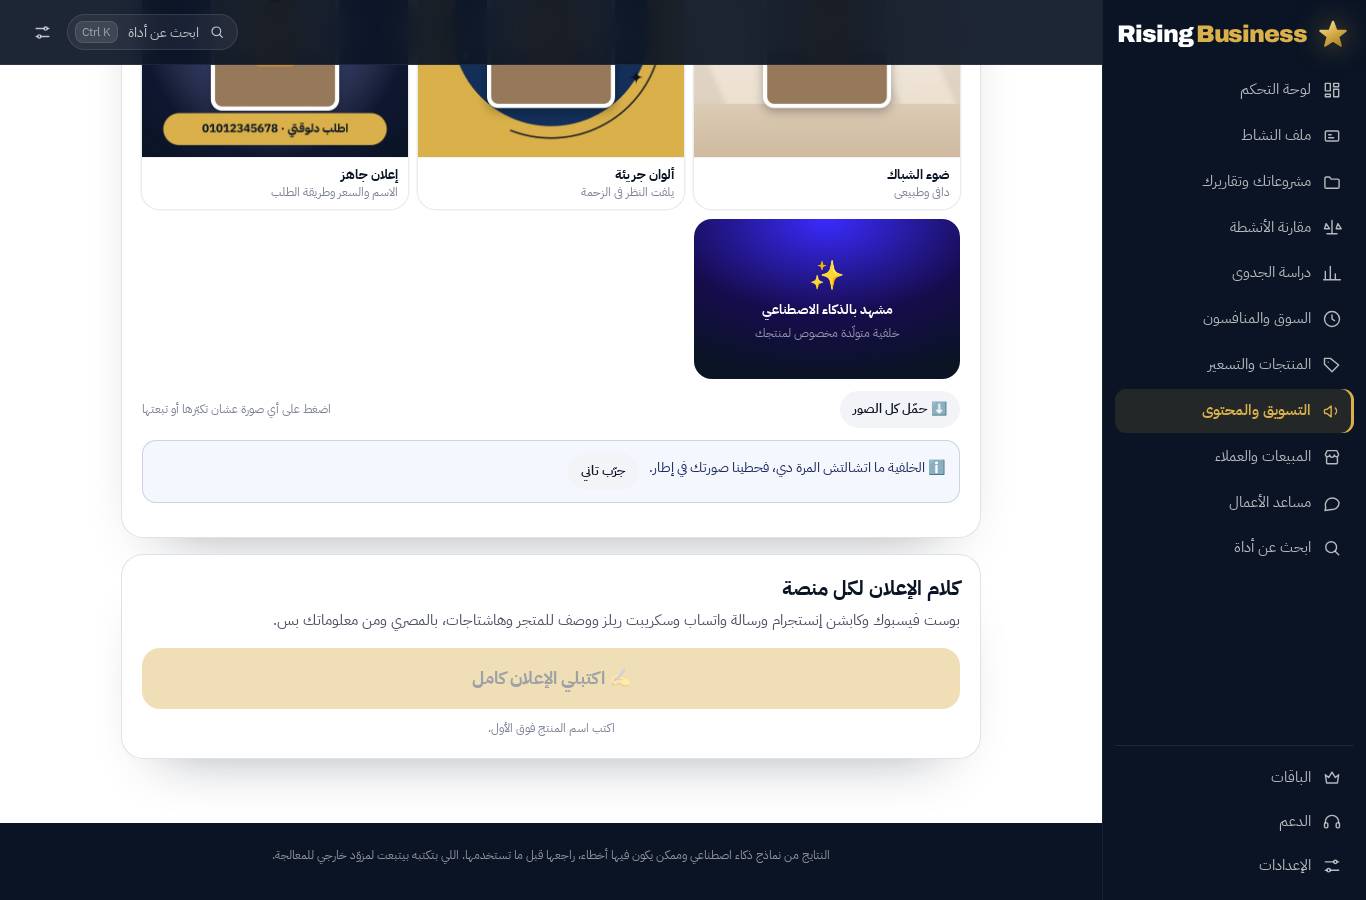 RisingBusiness
لوحة التحكم
ملف النشاط
مشروعاتك وتقاريرك
مقارنة الأنشطة
دراسة الجدوى
السوق والمنافسون
المنتجات والتسعير
التسويق والمحتوى
المبيعات والعملاء
مساعد الأعمال
ابحث عن أداة
الباقات
الدعم
الإعدادات
ابحث عن أداة Ctrl K
ضوء الشباك
دافي وطبيعي
ألوان جريئة
يلفت النظر في الزحمة
اطلب دلوقتي · 01012345678
إعلان جاهز
الاسم والسعر وطريقة الطلب
مشهد بالذكاء الاصطناعي
خلفية متولّدة مخصوص لمنتجك
⬇️ حمّل كل الصور
اضغط على أي صورة عشان تكبّرها أو تبعتها
ℹ️ الخلفية ما اتشالتش المرة دي، فحطينا صورتك في إطار. جرّب تاني
كلام الإعلان لكل منصة
بوست فيسبوك وكابشن إنستجرام ورسالة واتساب وسكريبت ريلز ووصف للمتجر وهاشتاجات، بالمصري ومن معلوماتك بس.
✍️ اكتبلي الإعلان كامل
اكتب اسم المنتج فوق الأول.
النتايج من نماذج ذكاء اصطناعي وممكن يكون فيها أخطاء، راجعها قبل ما تستخدمها. اللي بتكتبه بيتبعت لمزوّد خارجي للمعالجة.